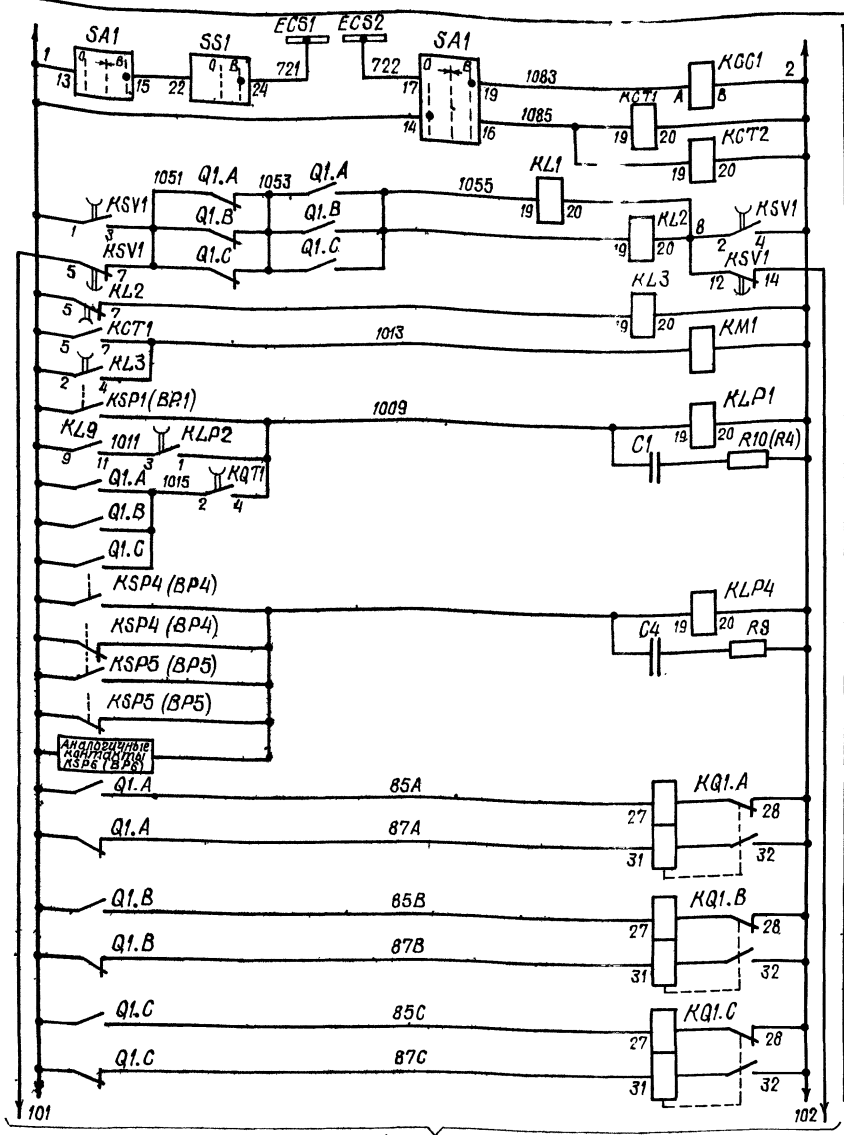 ECS1 ECS2
SA1 SS1 SA1
1 О В О В 721 722 О В 1083 KCC1 2
13 15 22 24 17 19 A B
14 16 1085 KCT1
19 20 KCT2
19 20
1051 Q1.A 1053 Q1.A 1055 KL1
KSV1 19 20
1 3 Q1.B Q1.B KL2 8 KSV1
19 20 2 4
KSV1 Q1.C Q1.C KSV1
5 7 12 14
KL2 KL3
5 7 19 20
KCT1 1013 KM1
5 7
KL3
2 4
KSP1 (BP1) 1009 KLP1
19 20
KL9 1011 KLP2 C1 R10(R4)
9 11 3 1
Q1.A 1015 KQT1
2 4
Q1.B
Q1.C
KSP4 (BP4) KLP4
19 20
KSP4 (BP4) C4 R8
KSP5 (BP5)
KSP5 (BP5)
Аналогичные
контакты
KSP6 (BP6)
Q1.A 85A KQ1.A
27 28
Q1.A 87A
31 32
Q1.B 85B KQ1.B
27 28
Q1.B 87B
31 32
Q1.C 85C KQ1.C
27 28
Q1.C 87C
31 32
101 102